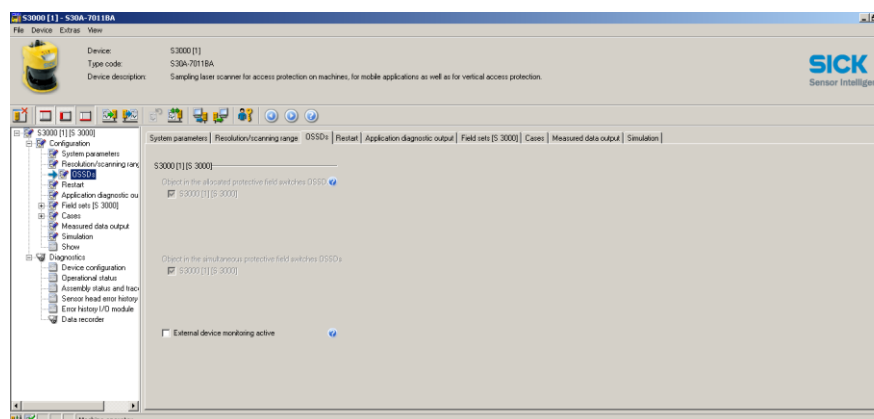 S3000 [1] - S30A-7011BA
File Device Extras View
Device: S3000 [1]
Type code: S30A-7011BA
Device description: Sampling laser scanner for access protection on machines, for mobile applications as well as for vertical access protection.
SICK
Sensor Intellige
S3000 [1] [S 3000]
Configuration
System parameters
Resolution/scanning rang
OSSDs
Restart
Application diagnostic ou
Field sets [S 3000]
Cases
Measured data output
Simulation
Show
Diagnostics
Device configuration
Operational status
Assembly status and trac
Sensor head error history
Error history I/O module
Data recorder
System parameters Resolution/scanning range OSSDs Restart Application diagnostic output Field sets [S 3000] Cases Measured data output Simulation
S3000 [1] [S 3000]
Object in the allocated protective field switches OSSD
S3000 [1] [S 3000]
Object in the simultaneous protective field switches OSSDs
S3000 [1] [S 3000]
External device monitoring active